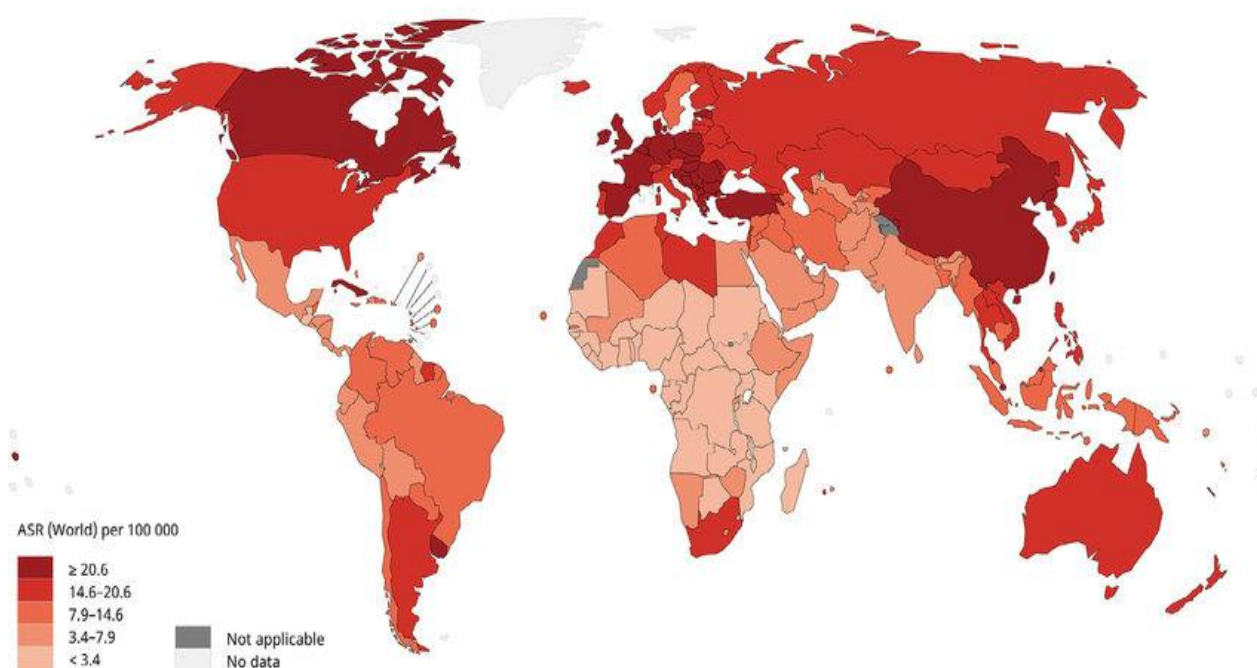 ASR (World) per 100 000
≥ 20.6
14.6–20.6
7.9–14.6
3.4–7.9
< 3.4
Not applicable
No data